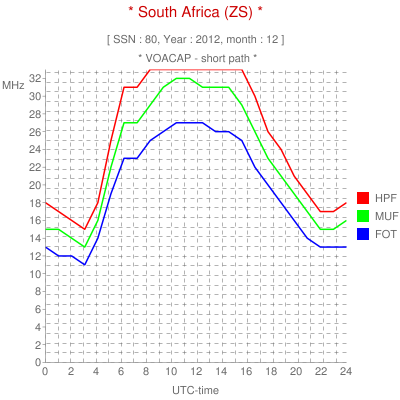 * South Africa (ZS) *
[ SSN : 80, Year : 2012, month : 12 ]
* VOACAP - short path *
MHz
32
30
28
26
24
22
20
18
16
14
12
10
8
6
4
2
0
0 2 4 6 8 10 12 14 16 18 20 22 24
UTC-time
HPF
MUF
FOT